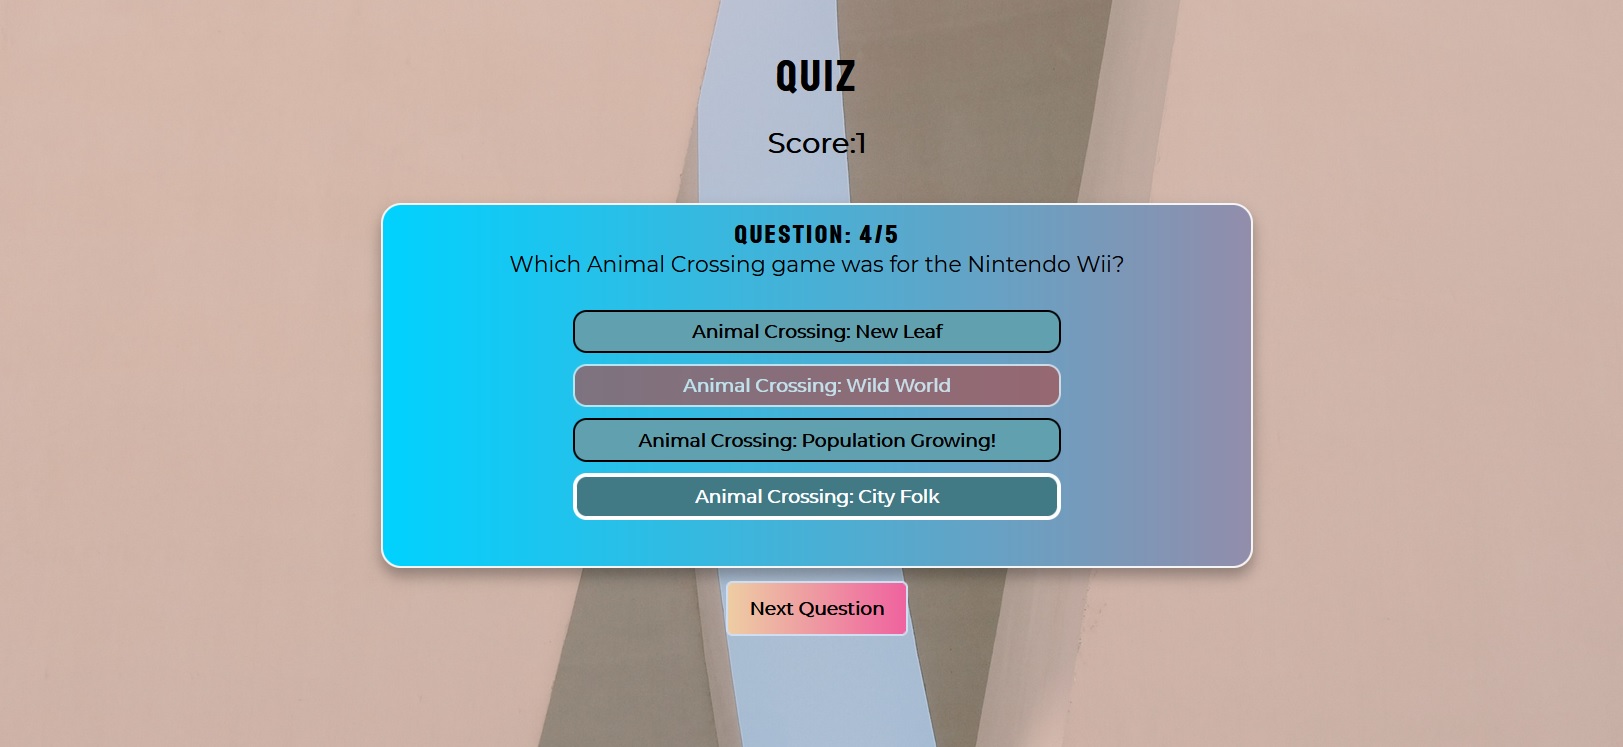 QUIZ
Score:1
QUESTION: 4/5
Which Animal Crossing game was for the Nintendo Wii?
Animal Crossing: New Leaf
Animal Crossing: Wild World
Animal Crossing: Population Growing!
Animal Crossing: City Folk
Next Question